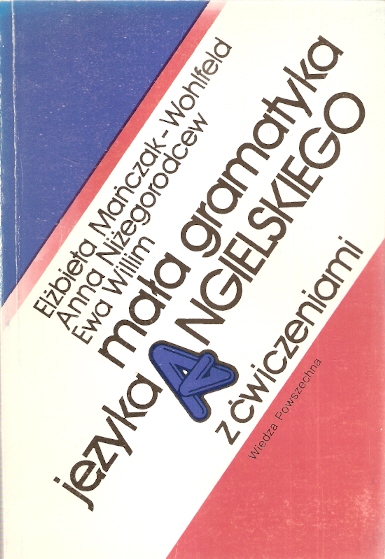 Elżbieta Mańczak-Wohlfeld
Anna Niżegorodcew
Ewa Willim
mała gramatyka
języka ANGIELSKIEGO
z ćwiczeniami
Wiedza Powszechna